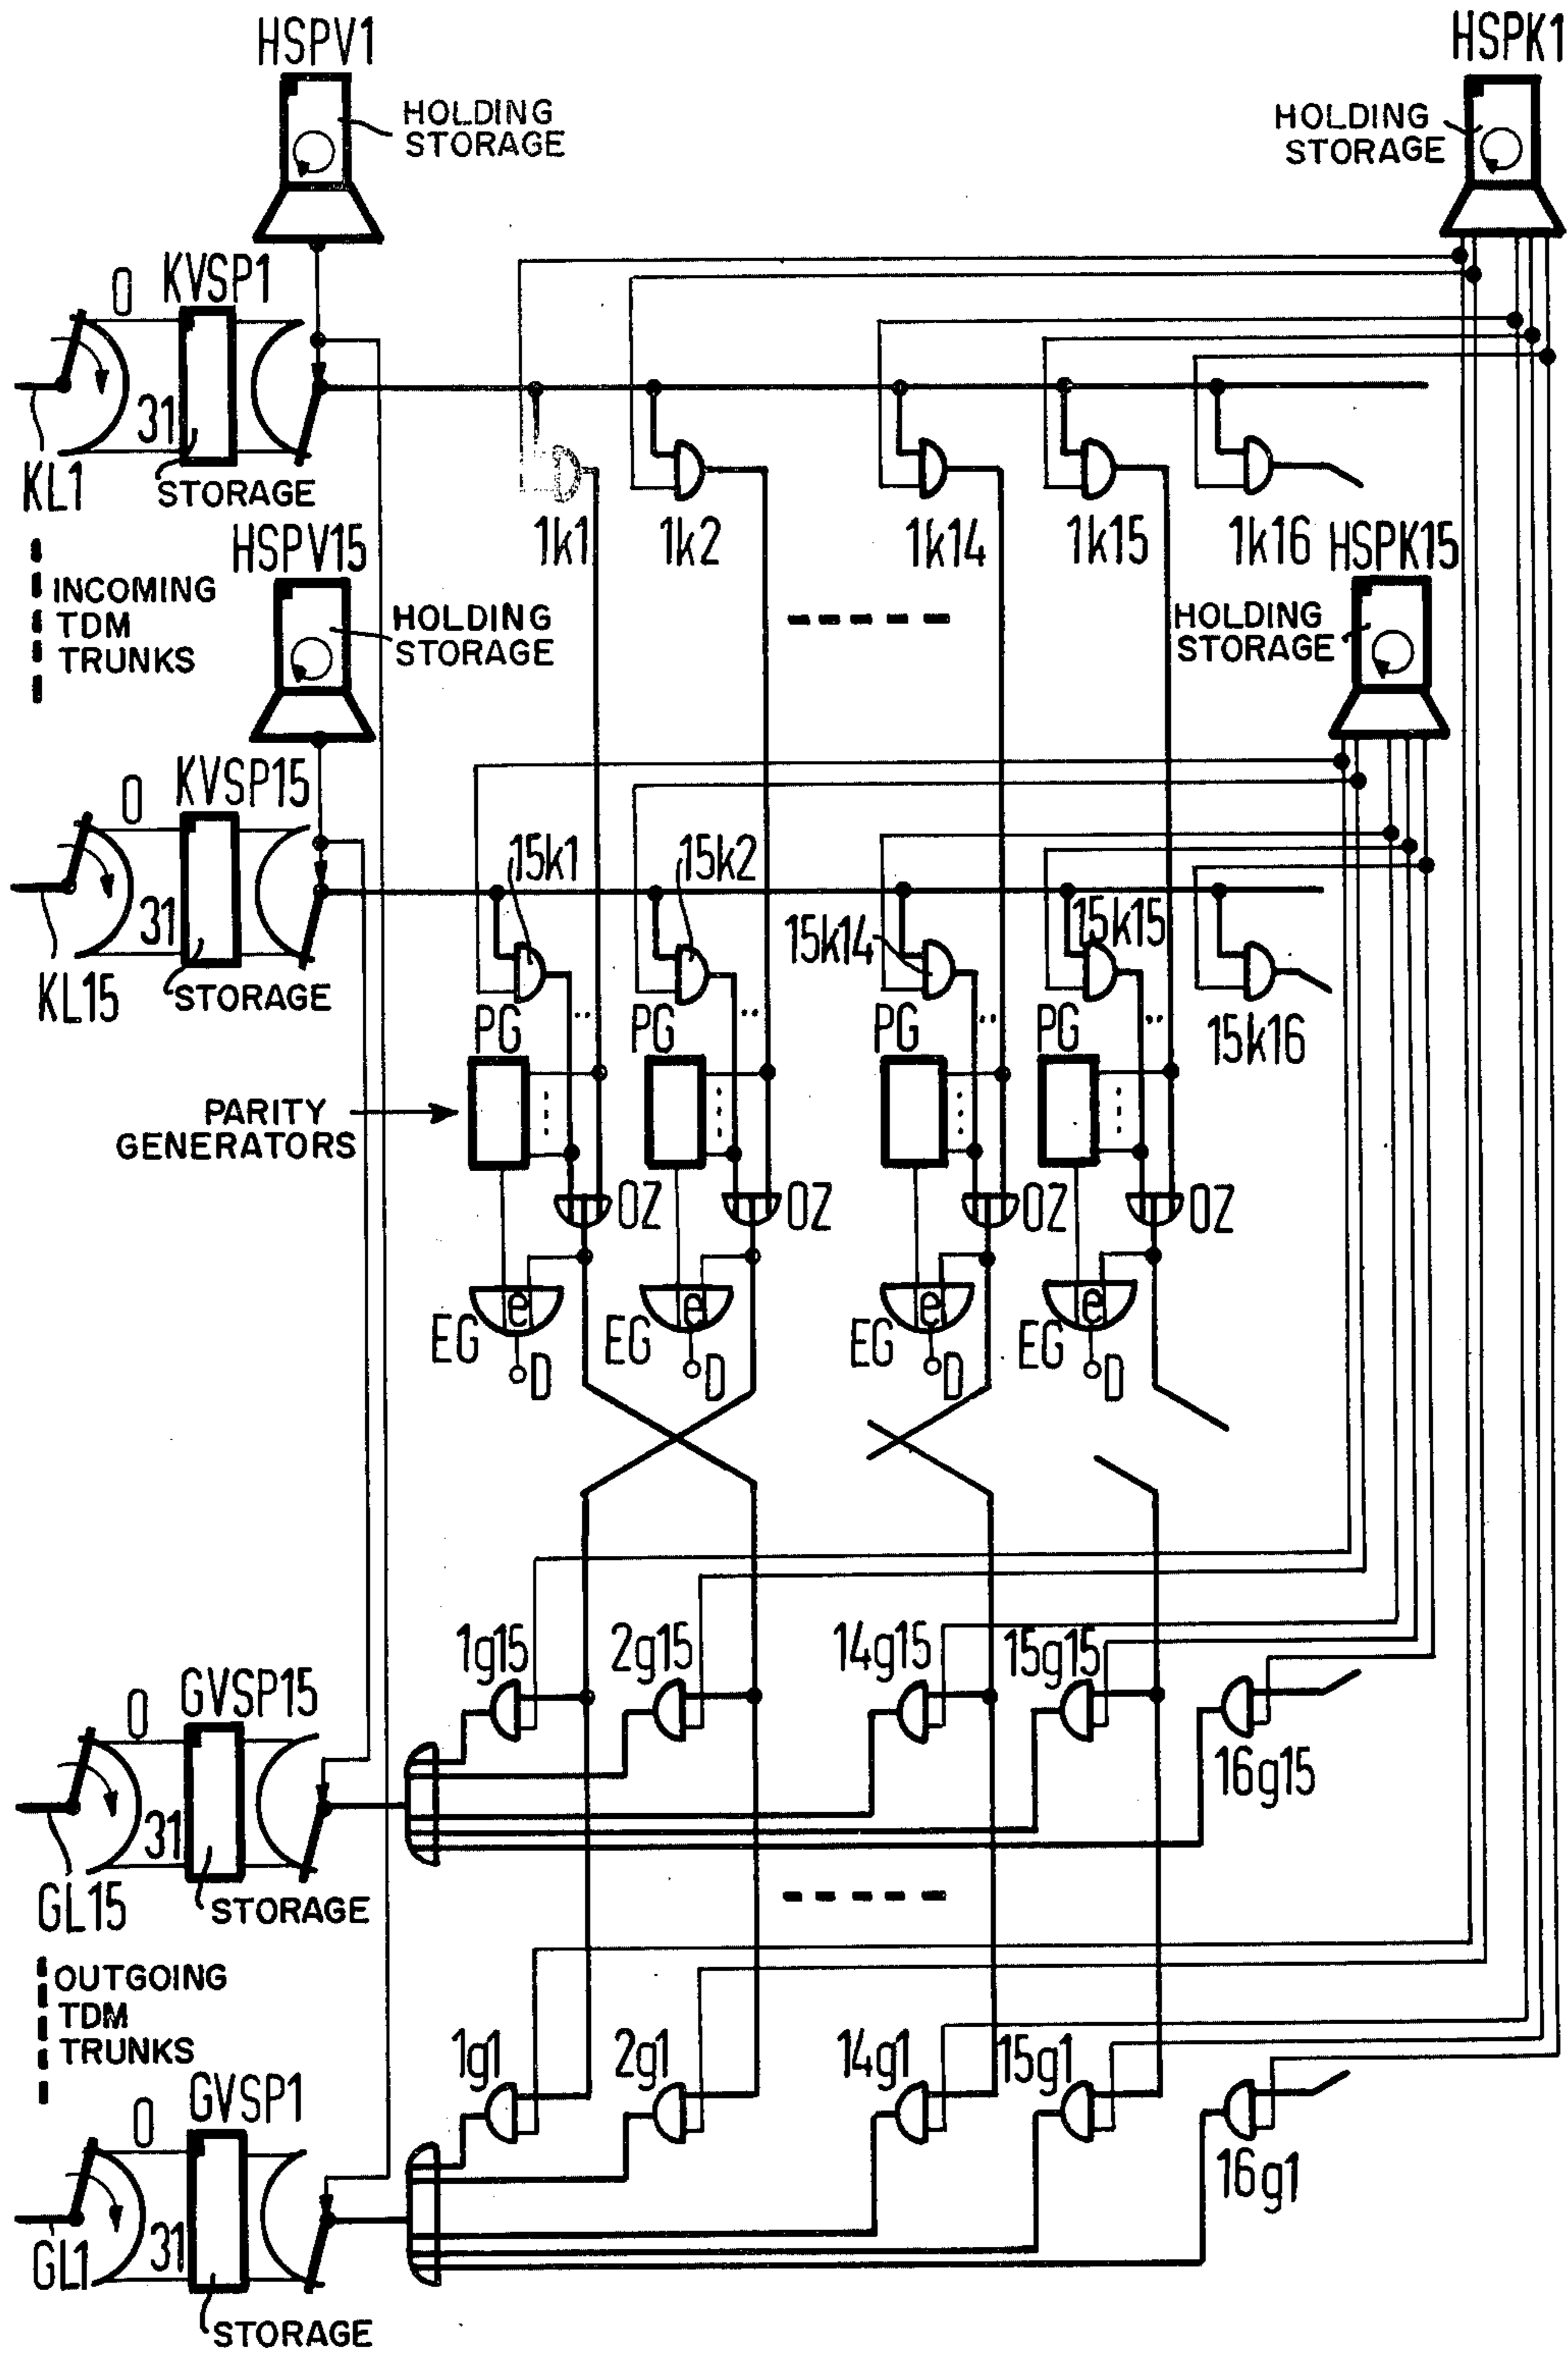 HSPV1
HSPK1
HOLDING
STORAGE
HOLDING
STORAGE
0
KVSP1
31
KL1
STORAGE
1k1
1k2
1k14
1k15
1k16
HSPV15
HSPK15
INCOMING
TDM
TRUNKS
HOLDING
STORAGE
HOLDING
STORAGE
0
KVSP15
31
KL15
STORAGE
15k1
15k2
15k14
15k15
15k16
PG
PG
PG
PG
PARITY
GENERATORS
OZ
OZ
OZ
OZ
e
e
e
e
EG
EG
EG
EG
D
D
D
D
1g15
2g15
14g15
15g15
16g15
0
GVSP15
31
GL15
STORAGE
OUTGOING
TDM
TRUNKS
1g1
2g1
14g1
15g1
16g1
0
GVSP1
31
GL1
STORAGE